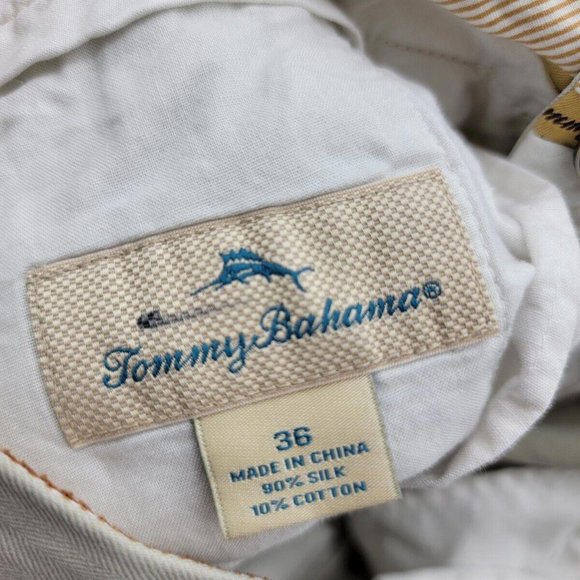 Tommy Bahama®
36
MADE IN CHINA
90% SILK
10% COTTON